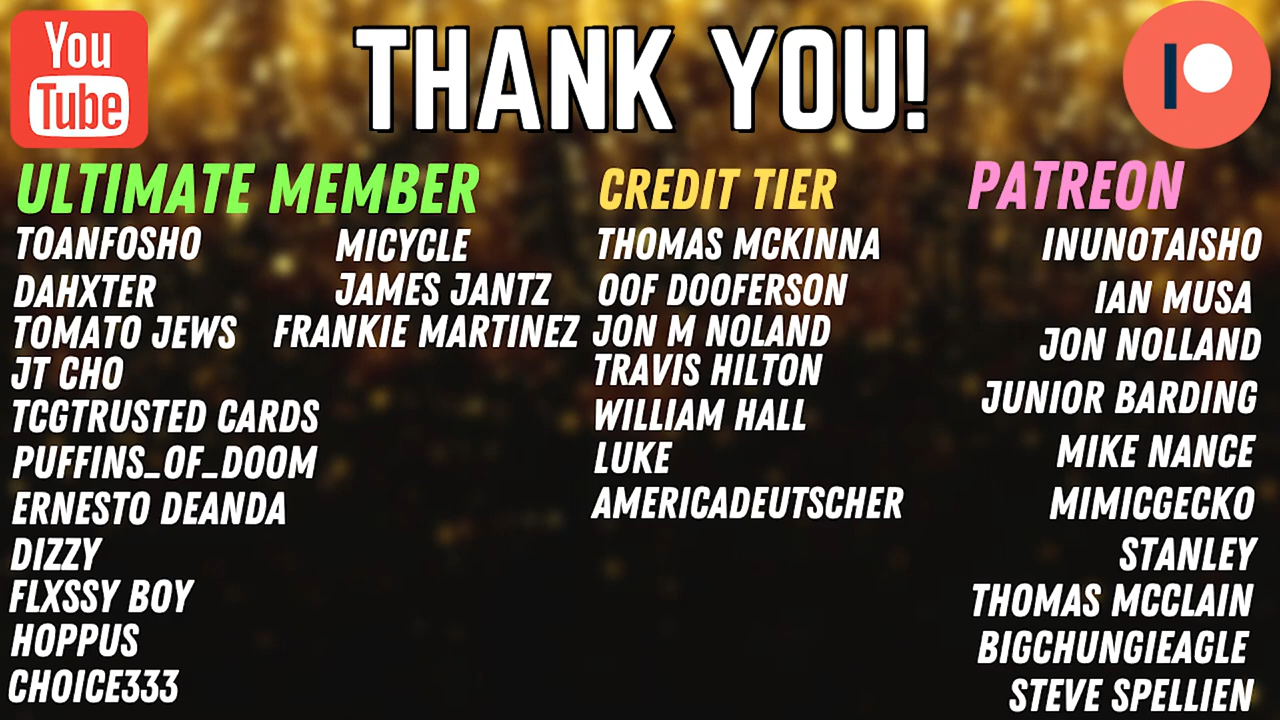 You
Tube
THANK YOU!
ULTIMATE MEMBER
TOANFOSHO
DAHXTER
TOMATO JEWS
JT CHO
TCGTRUSTED CARDS
PUFFINS_OF_DOOM
ERNESTO DEANDA
DIZZY
FLXSSY BOY
HOPPUS
CHOICE333
MICYCLE
JAMES JANTZ
FRANKIE MARTINEZ
CREDIT TIER
THOMAS MCKINNA
OOF DOOFERSON
JON M NOLAND
TRAVIS HILTON
WILLIAM HALL
LUKE
AMERICADEUTSCHER
PATREON
INUNOTAISHO
IAN MUSA
JON NOLLAND
JUNIOR BARDING
MIKE NANCE
MIMICGECKO
STANLEY
THOMAS MCCLAIN
BIGCHUNGIEAGLE
STEVE SPELLIEN